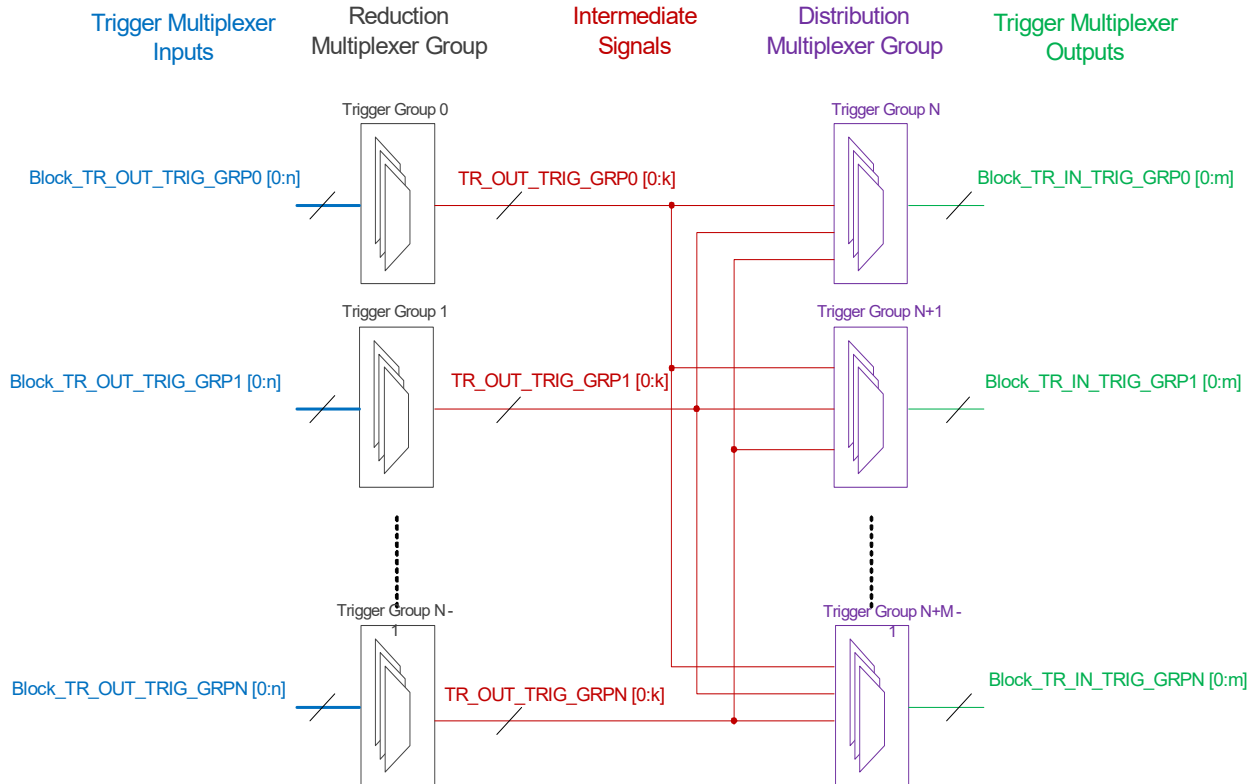 Trigger Multiplexer
Inputs
Reduction
Multiplexer Group
Intermediate
Signals
Distribution
Multiplexer Group
Trigger Multiplexer
Outputs
Trigger Group 0
Trigger Group N
Block_TR_OUT_TRIG_GRP0 [0:n]
TR_OUT_TRIG_GRP0 [0:k]
Block_TR_IN_TRIG_GRP0 [0:m]
Trigger Group 1
Trigger Group N+1
Block_TR_OUT_TRIG_GRP1 [0:n]
TR_OUT_TRIG_GRP1 [0:k]
Block_TR_IN_TRIG_GRP1 [0:m]
Trigger Group N -
1
Trigger Group N+M -
1
Block_TR_OUT_TRIG_GRPN [0:n]
TR_OUT_TRIG_GRPN [0:k]
Block_TR_IN_TRIG_GRPN [0:m]